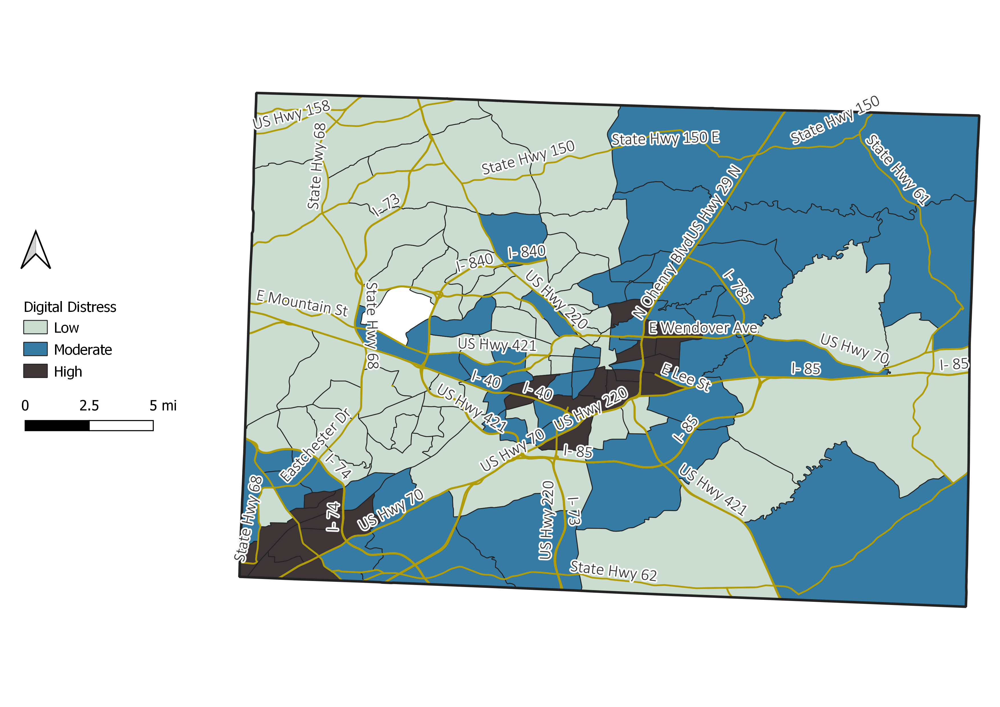 US Hwy 158
State Hwy 150
State Hwy 68
State Hwy 150 E
State Hwy 150
State Hwy 61
US Hwy 29 N
I- 73
I- 840
I- 840
N Ohenry Blvd
I- 785
US Hwy 220
E Mountain St
State Hwy 68
Digital Distress
Low
Moderate
High
E Wendover Ave
US Hwy 421
US Hwy 70
I- 85
I- 85
I- 40
E Lee St
I- 40
US Hwy 421
US Hwy 220
0 2.5 5 mi
Eastchester Dr
I- 85
US Hwy 70
I- 85
I- 74
US Hwy 421
State Hwy 68
I- 74
US Hwy 70
US Hwy 220
I- 73
State Hwy 62